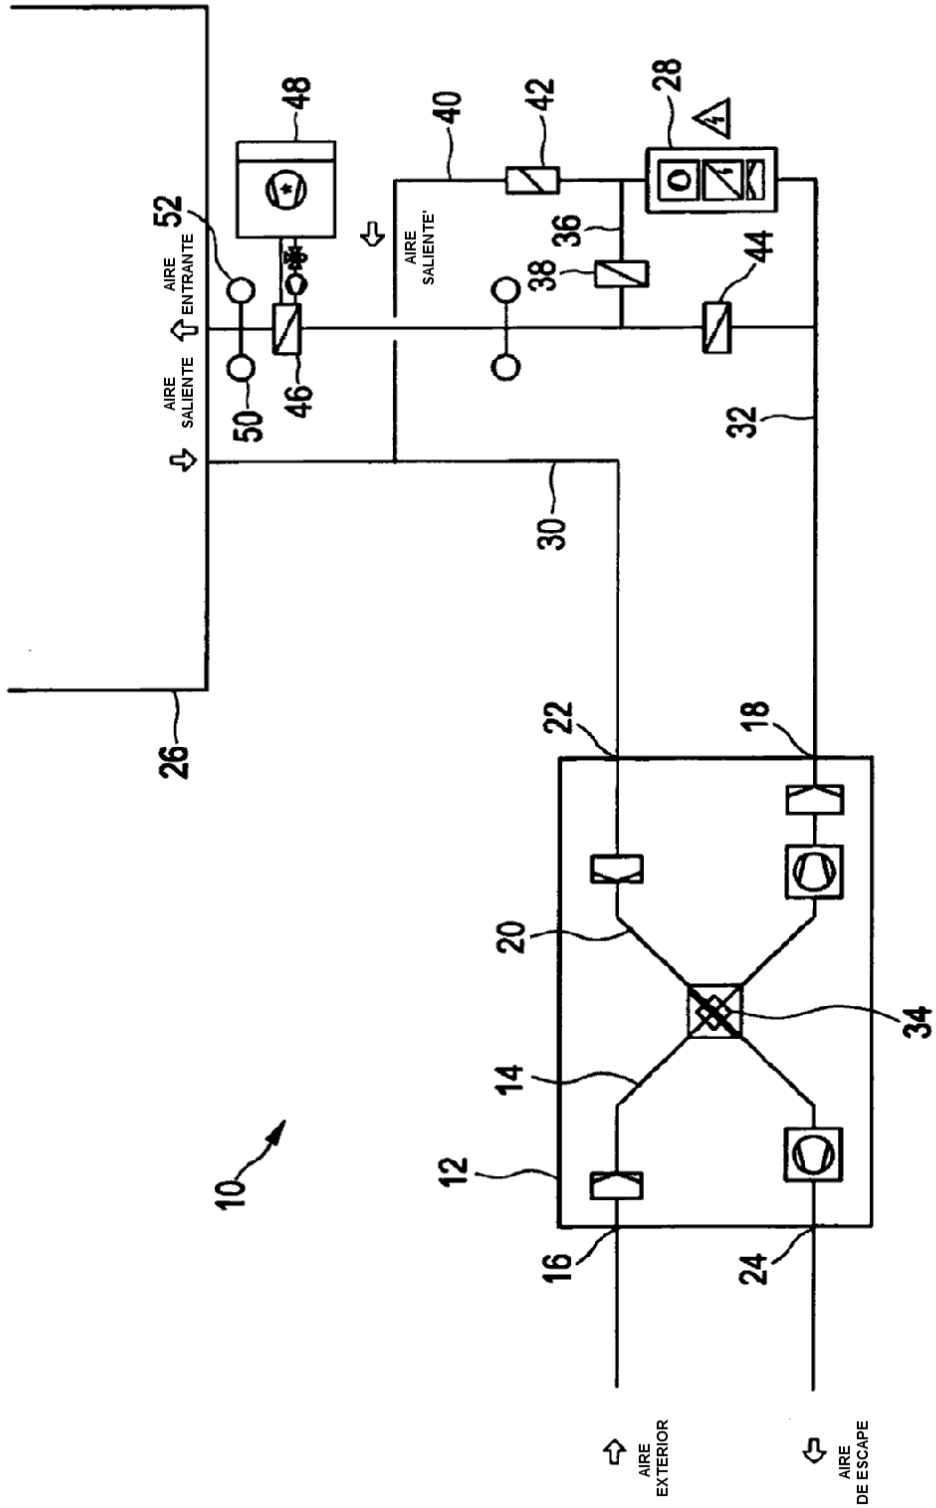 26
AIRE
SALIENTE
AIRE
ENTRANTE
52
10
50
46
48
AIRE
SALIENTE'
12
40
14
20
16
22
30
38
36
42
AIRE
EXTERIOR
28
24
18
32
44
AIRE
DE ESCAPE
34